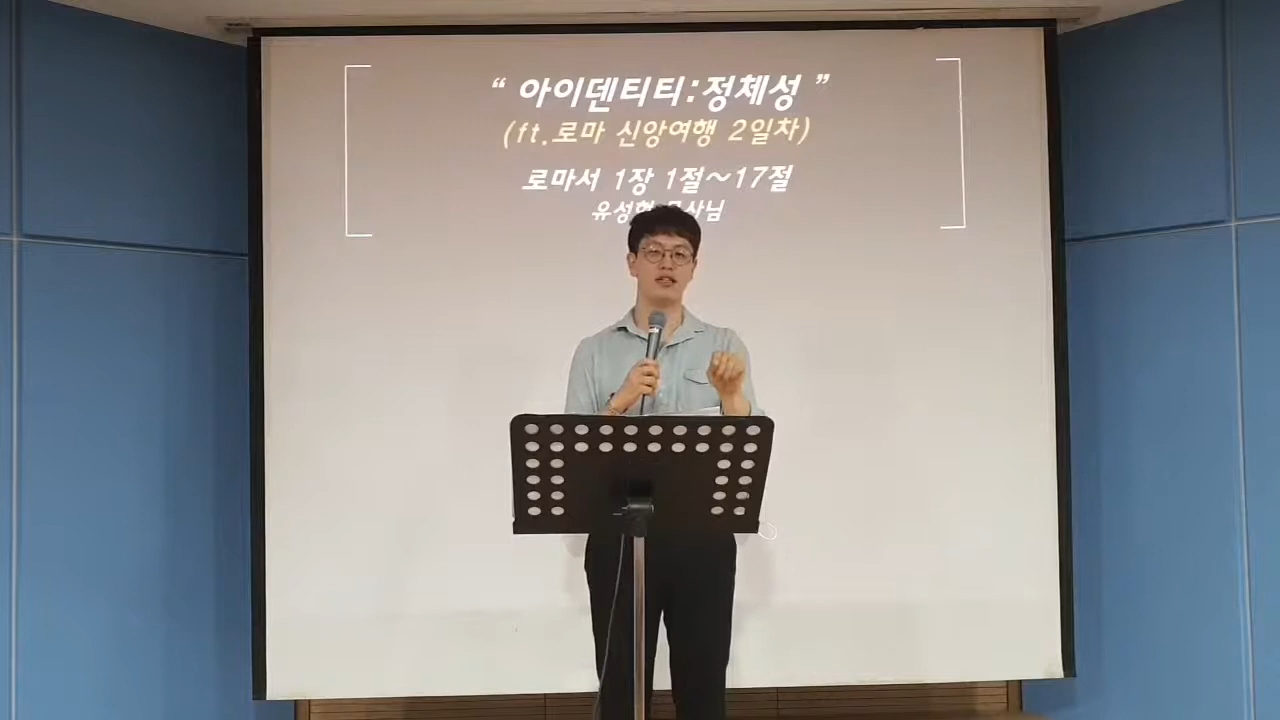 “ 아이덴티티:정체성 ”
(ft.로마 신앙여행 2일차)
로마서 1장 1절~17절